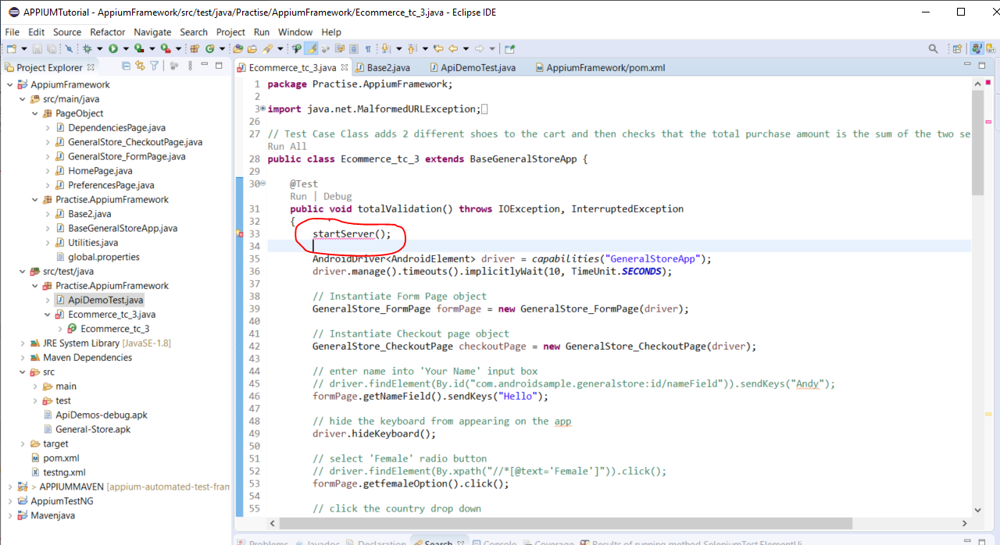 APPIUMTutorial - AppiumFramework/src/test/java/Practise/AppiumFramework/Ecommerce_tc_3.java - Eclipse IDE
File Edit Source Refactor Navigate Search Project Run Window Help
Project Explorer
AppiumFramework
src/main/java
PageObject
DependenciesPage.java
GeneralStore_CheckoutPage.java
GeneralStore_FormPage.java
HomePage.java
PreferencesPage.java
Practise.AppiumFramework
Base2.java
BaseGeneralStoreApp.java
Utilities.java
global.properties
src/test/java
Practise.AppiumFramework
ApiDemoTest.java
Ecommerce_tc_3.java
Ecommerce_tc_3
JRE System Library [JavaSE-1.8]
Maven Dependencies
src
main
test
ApiDemos-debug.apk
General-Store.apk
target
pom.xml
testng.xml
> APPIUMMAVEN [appium-automated-test-fram
AppiumTestNG
Mavenjava
Ecommerce_tc_3.java Base2.java ApiDemoTest.java AppiumFramework/pom.xml
1 package Practise.AppiumFramework;
2
3 import java.net.MalformedURLException;
26
27 // Test Case Class adds 2 different shoes to the cart and then checks that the total purchase amount is the sum of the two se
Run All
28 public class Ecommerce_tc_3 extends BaseGeneralStoreApp {
29
30 @Test
Run | Debug
31 public void totalValidation() throws IOException, InterruptedException
32 {
33 startServer();
34
35 AndroidDriver<AndroidElement> driver = capabilities("GeneralStoreApp");
36 driver.manage().timeouts().implicitlyWait(10, TimeUnit.SECONDS);
37
38 // Instantiate Form Page object
39 GeneralStore_FormPage formPage = new GeneralStore_FormPage(driver);
40
41 // Instantiate Checkout page object
42 GeneralStore_CheckoutPage checkoutPage = new GeneralStore_CheckoutPage(driver);
43
44 // enter name into 'Your Name' input box
45 // driver.findElement(By.id("com.androidsample.generalstore:id/nameField")).sendKeys("Andy");
46 formPage.getNameField().sendKeys("Hello");
47
48 // hide the keyboard from appearing on the app
49 driver.hideKeyboard();
50
51 // select 'Female' radio button
52 // driver.findElement(By.xpath("//*[@text='Female']")).click();
53 formPage.getfemaleOption().click();
54
55 // click the country drop down
Problems Javadoc Declaration Search Console Coverage Results of running method SeleniumTest.ElementUi